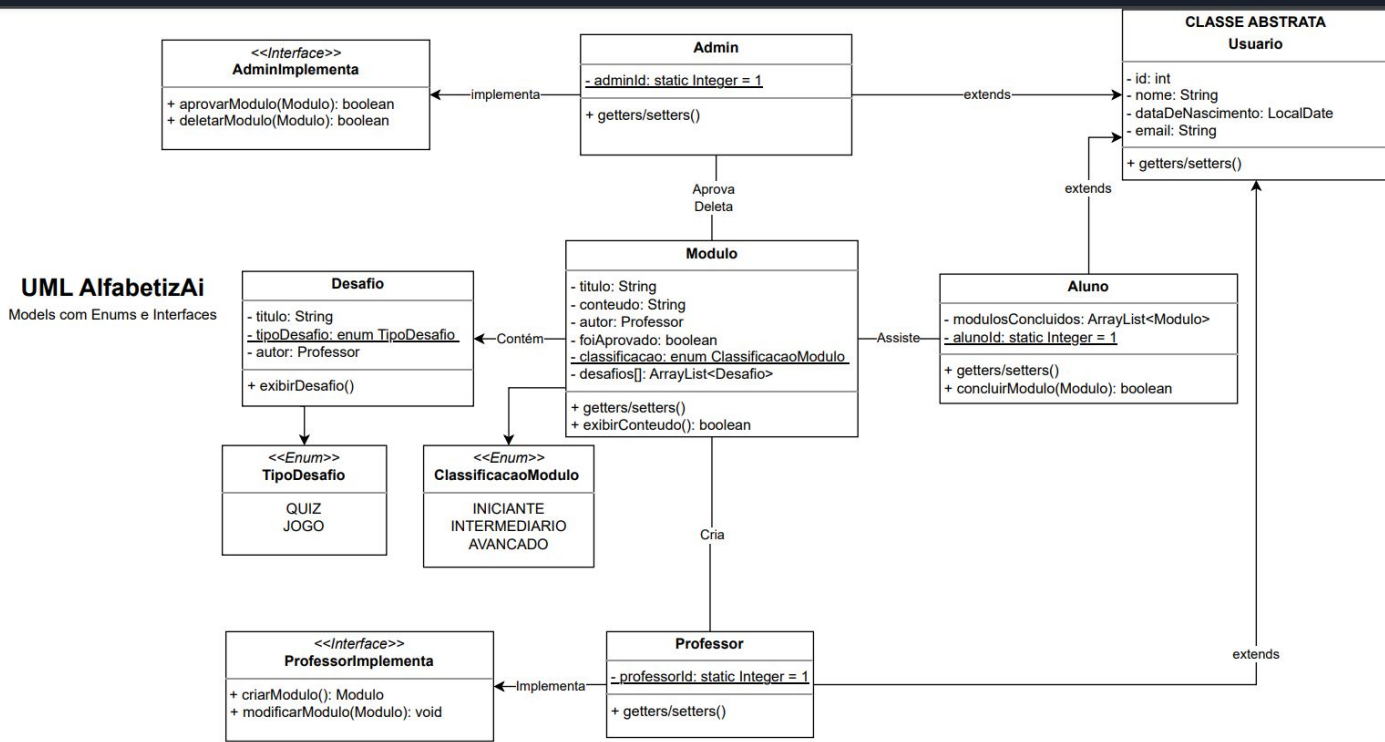 CLASSE ABSTRATA
Usuario
- id: int
- nome: String
- dataDeNascimento: LocalDate
- email: String
+ getters/setters()
<<Interface>>
AdminImplementa
+ aprovarModulo(Modulo): boolean
+ deletarModulo(Modulo): boolean
implementa
Admin
- adminId: static Integer = 1
+ getters/setters()
extends
extends
Aprova
Deleta
UML AlfabetizAi
Models com Enums e Interfaces
Desafio
- titulo: String
- tipoDesafio: enum TipoDesafio
- autor: Professor
+ exibirDesafio()
Contém
Modulo
- titulo: String
- conteudo: String
- autor: Professor
- foiAprovado: boolean
- classificacao: enum ClassificacaoModulo
- desafios[]: ArrayList<Desafio>
+ getters/setters()
+ exibirConteudo(): boolean
Assiste
Aluno
- modulosConcluidos: ArrayList<Modulo>
- alunoId: static Integer = 1
+ getters/setters()
+ concluirModulo(Modulo): boolean
<<Enum>>
TipoDesafio
QUIZ
JOGO
<<Enum>>
ClassificacaoModulo
INICIANTE
INTERMEDIARIO
AVANCADO
Cria
<<Interface>>
ProfessorImplementa
+ criarModulo(): Modulo
+ modificarModulo(Modulo): void
Implementa
Professor
- professorId: static Integer = 1
+ getters/setters()
extends